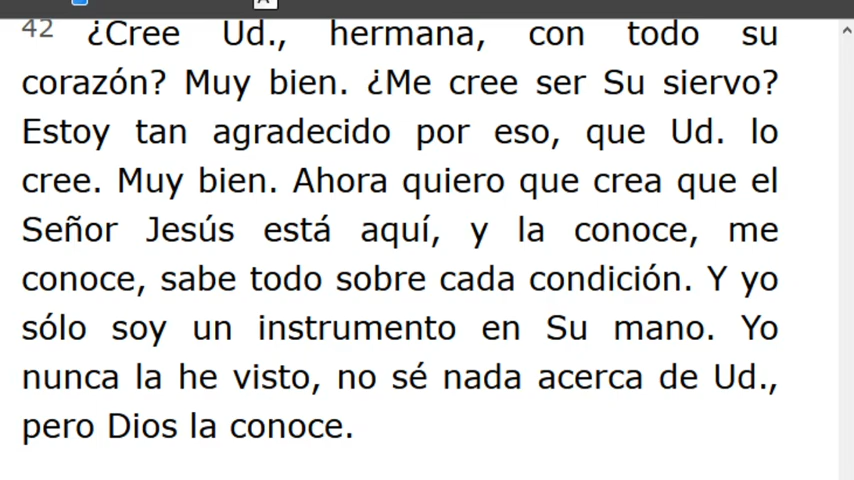 42 ¿Cree Ud., hermana, con todo su
corazón? Muy bien. ¿Me cree ser Su siervo?
Estoy tan agradecido por eso, que Ud. lo
cree. Muy bien. Ahora quiero que crea que el
Señor Jesús está aquí, y la conoce, me
conoce, sabe todo sobre cada condición. Y yo
sólo soy un instrumento en Su mano. Yo
nunca la he visto, no sé nada acerca de Ud.,
pero Dios la conoce.